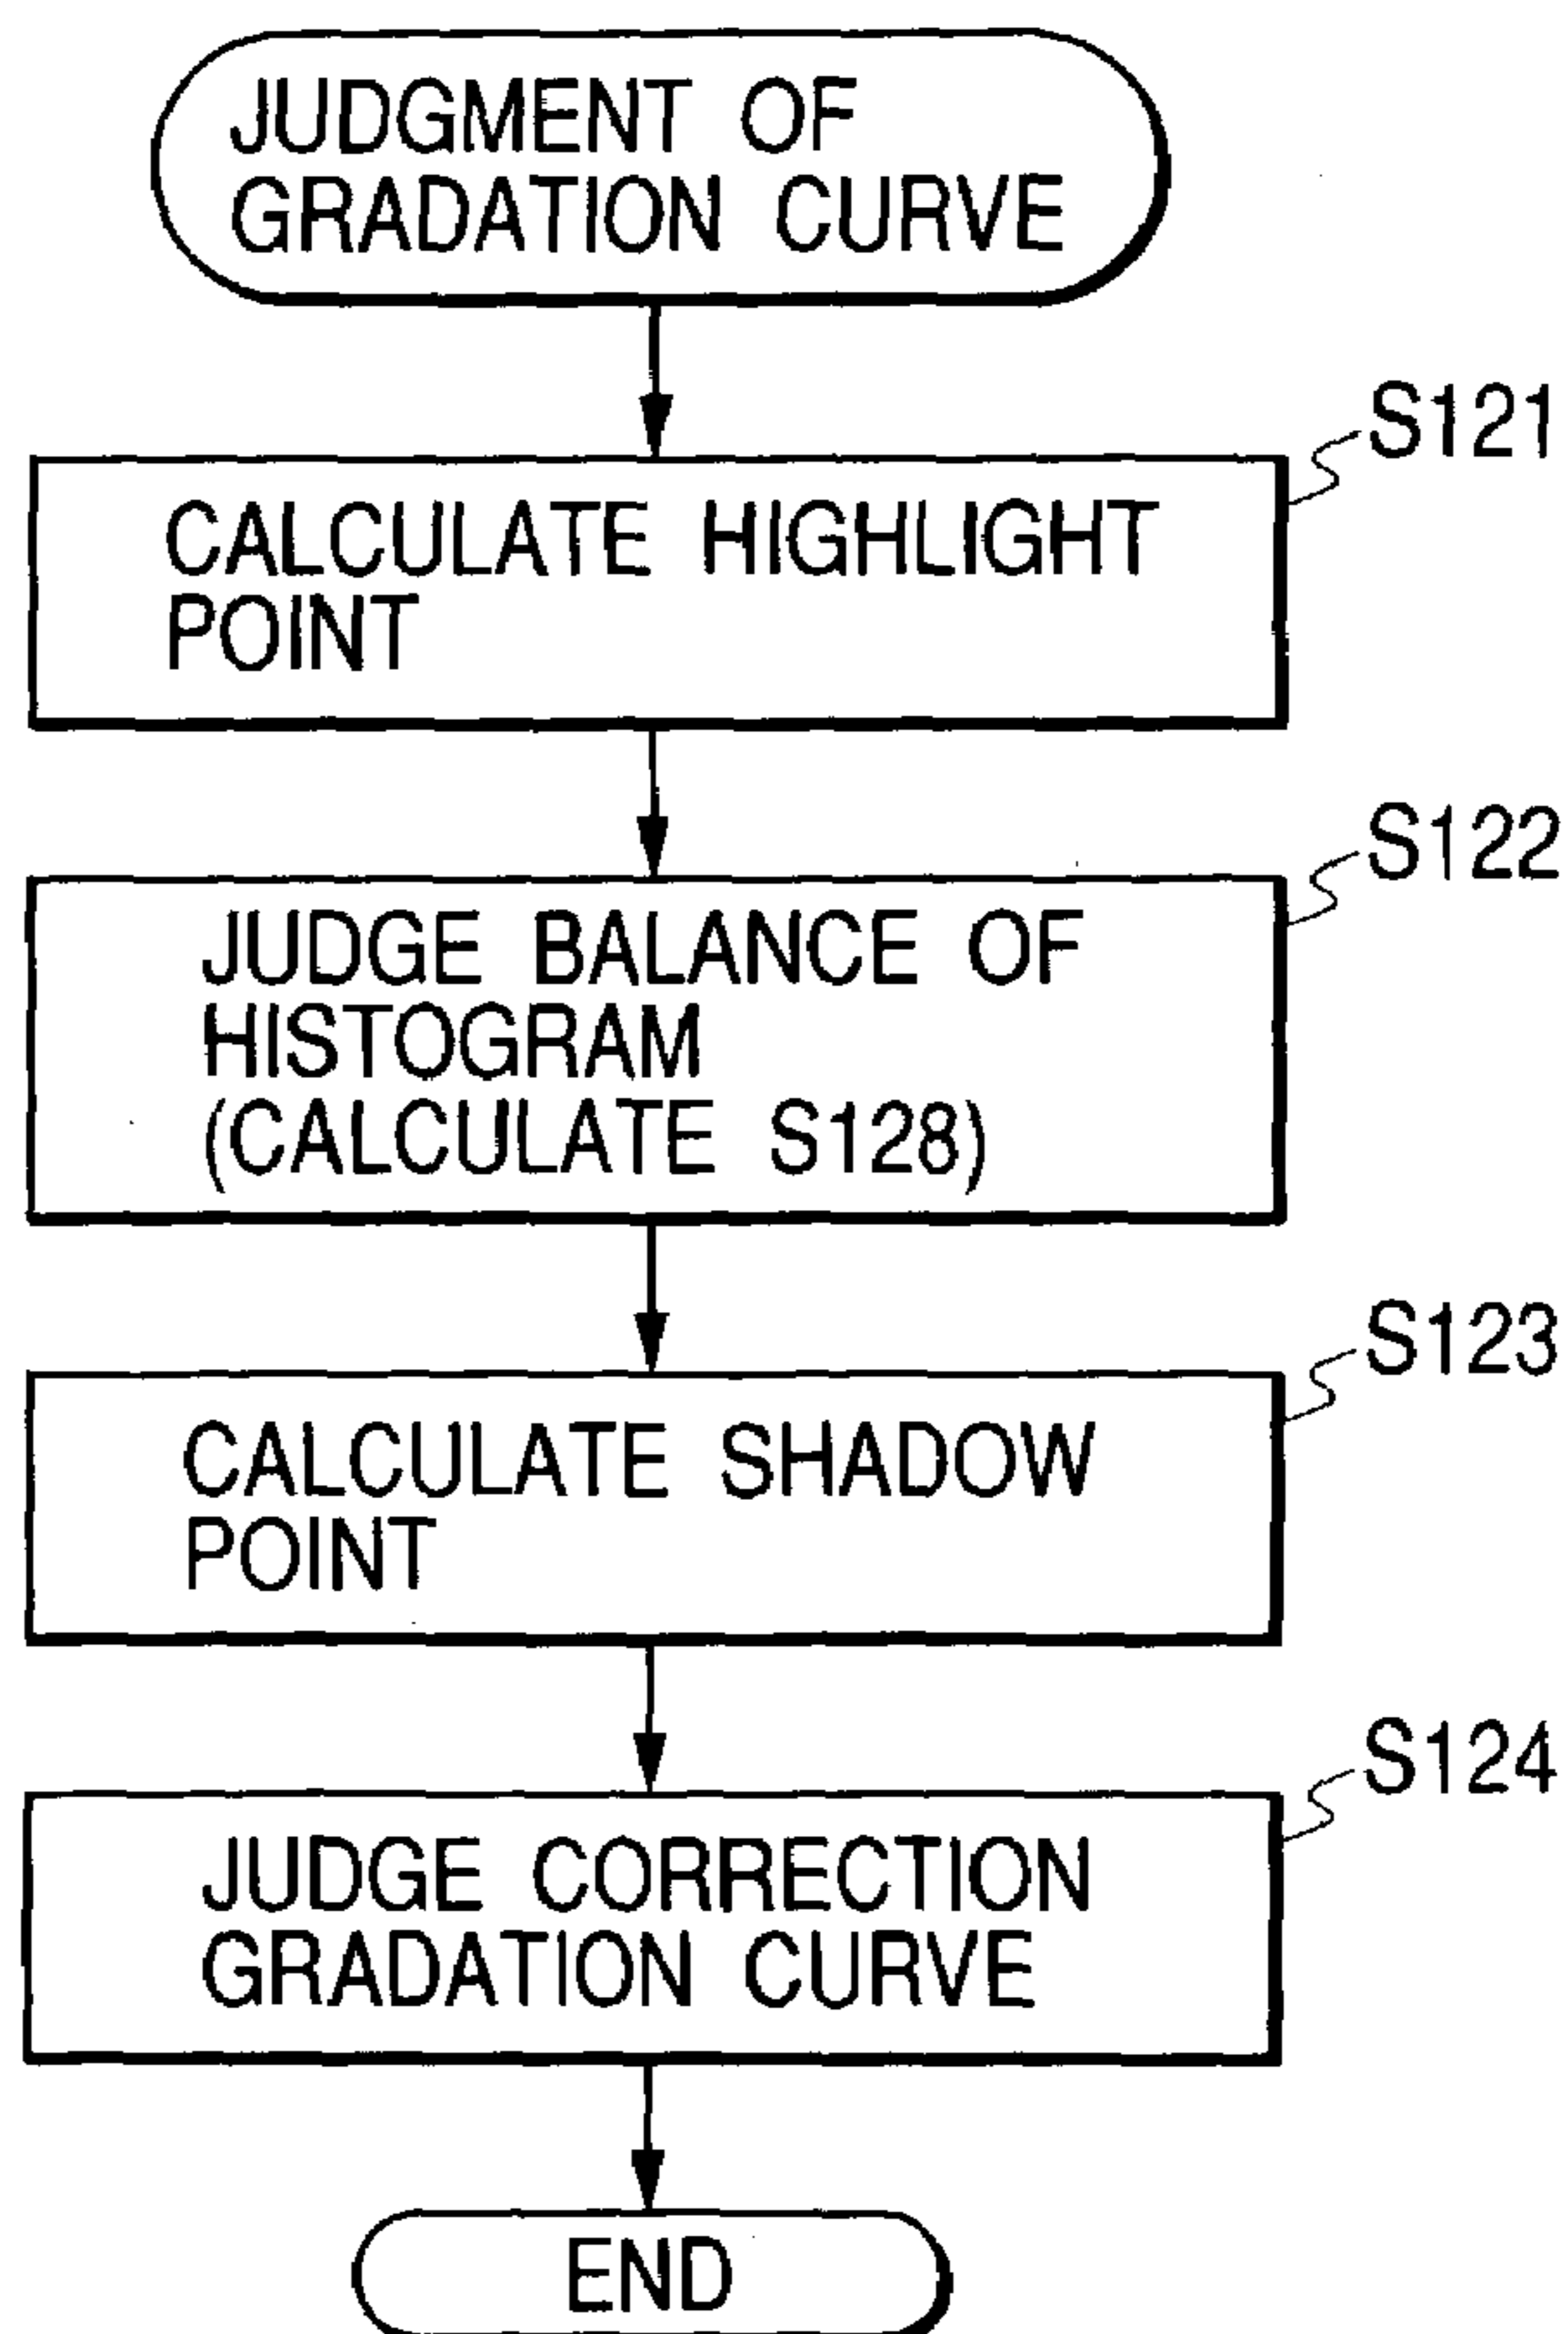 JUDGMENT OF
GRADATION CURVE
S121
CALCULATE HIGHLIGHT
POINT
S122
JUDGE BALANCE OF
HISTOGRAM
(CALCULATE S128)
S123
CALCULATE SHADOW
POINT
S124
JUDGE CORRECTION
GRADATION CURVE
END